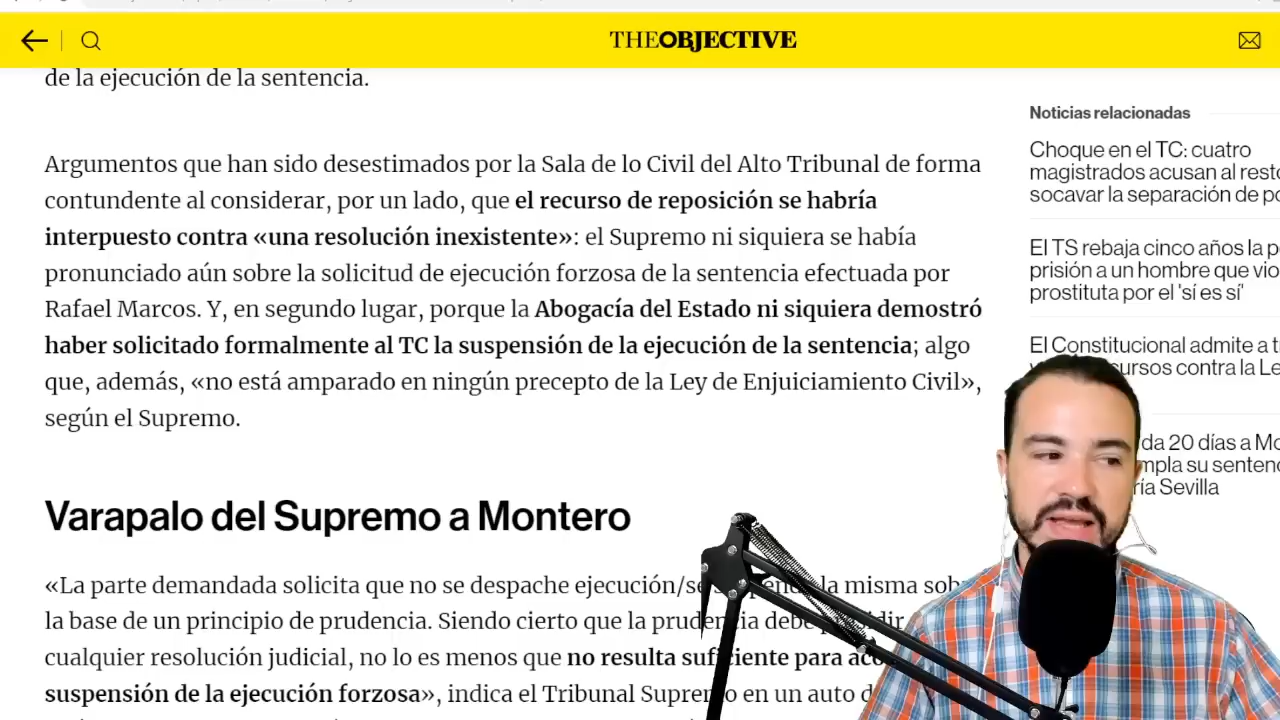 THEOBJECTIVE
de la ejecución de la sentencia.
Argumentos que han sido desestimados por la Sala de lo Civil del Alto Tribunal de forma
contundente al considerar, por un lado, que el recurso de reposición se habría
interpuesto contra «una resolución inexistente»: el Supremo ni siquiera se había
pronunciado aún sobre la solicitud de ejecución forzosa de la sentencia efectuada por
Rafael Marcos. Y, en segundo lugar, porque la Abogacía del Estado ni siquiera demostró
haber solicitado formalmente al TC la suspensión de la ejecución de la sentencia; algo
que, además, «no está amparado en ningún precepto de la Ley de Enjuiciamiento Civil»,
según el Supremo.
Varapalo del Supremo a Montero
«La parte demandada solicita que no se despache ejecución/se la misma
la base de un principio de prudencia. Siendo cierto que la prudencia debe
cualquier resolución judicial, no lo es menos que no resulta suficiente para
suspensión de la ejecución forzosa», indica el Tribunal Supremo en un auto
Noticias relacionadas
Choque en el TC: cuatro
magistrados acusan al
socavar la separación de
El TS rebaja cinco años la
prisión a un hombre que
prostituta por el 'sí es sí'
El Constitucional admite a
contra la
20 días a
su
Sevilla